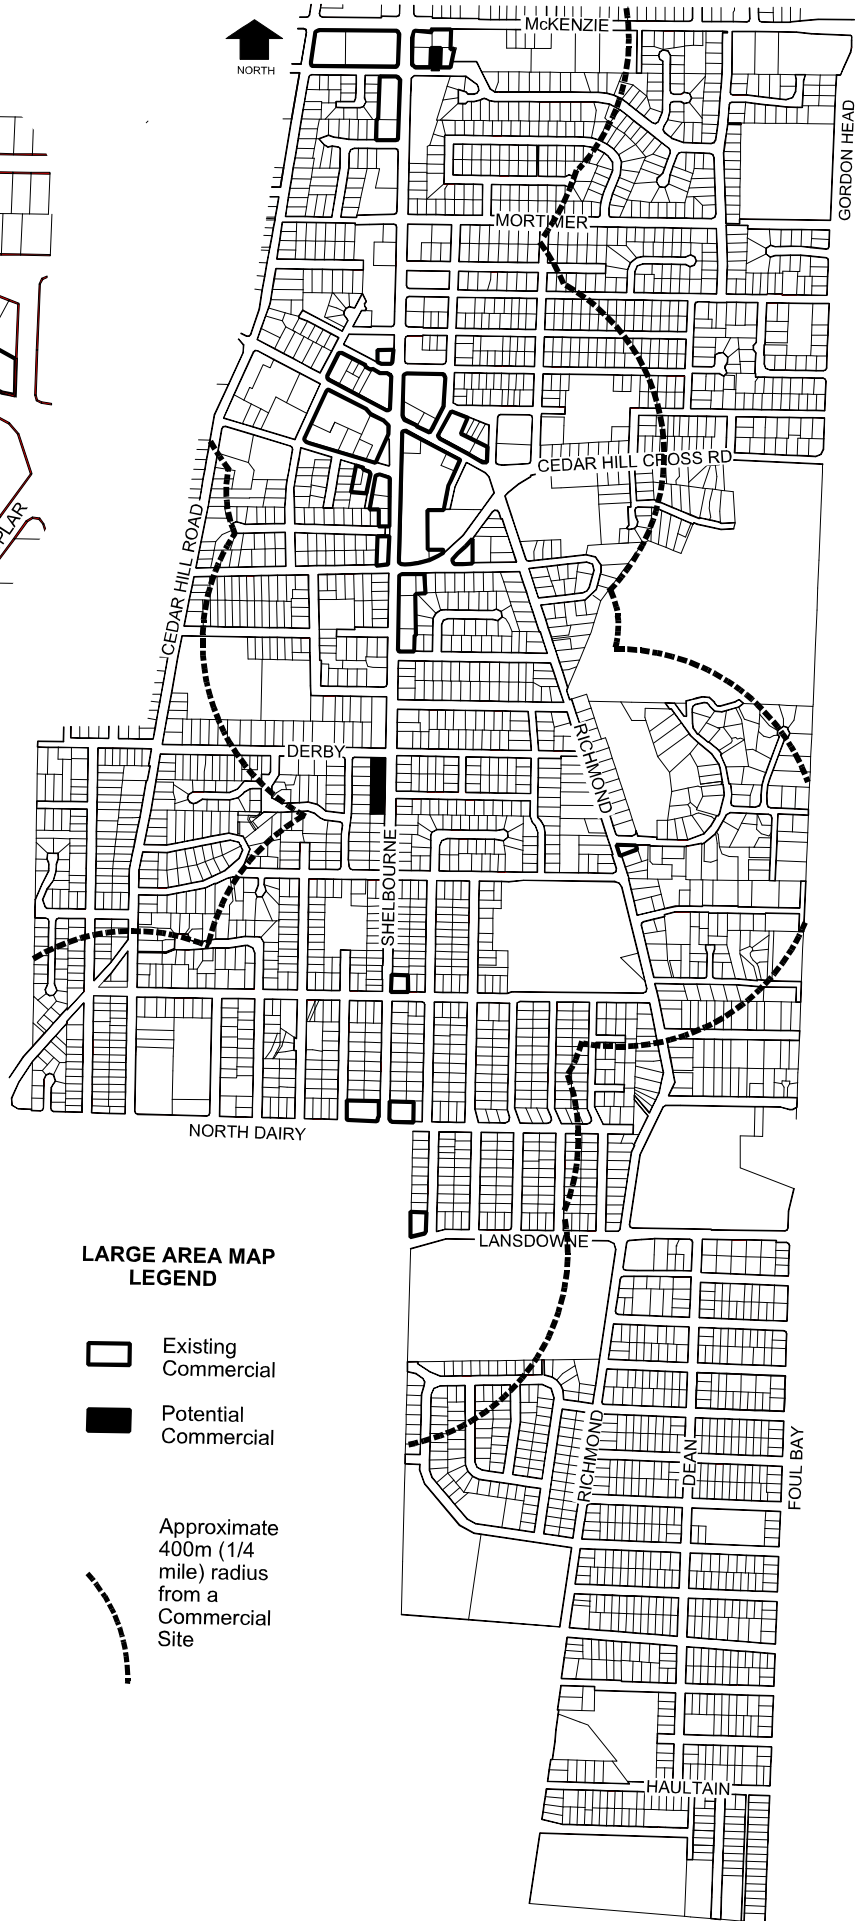 McKENZIE
NORTH
GORDON HEAD
MORTIMER
CEDAR HILL CROSS RD
PLAR
CEDAR HILL ROAD
RICHMOND
DERBY
SHELBOURNE
NORTH DAIRY
LANSDOWNE
LARGE AREA MAP
LEGEND
Existing
Commercial
Potential
Commercial
RICHMOND
DEAN
FOUL BAY
Approximate
400m (1/4
mile) radius
from a
Commercial
Site
HAULTAIN